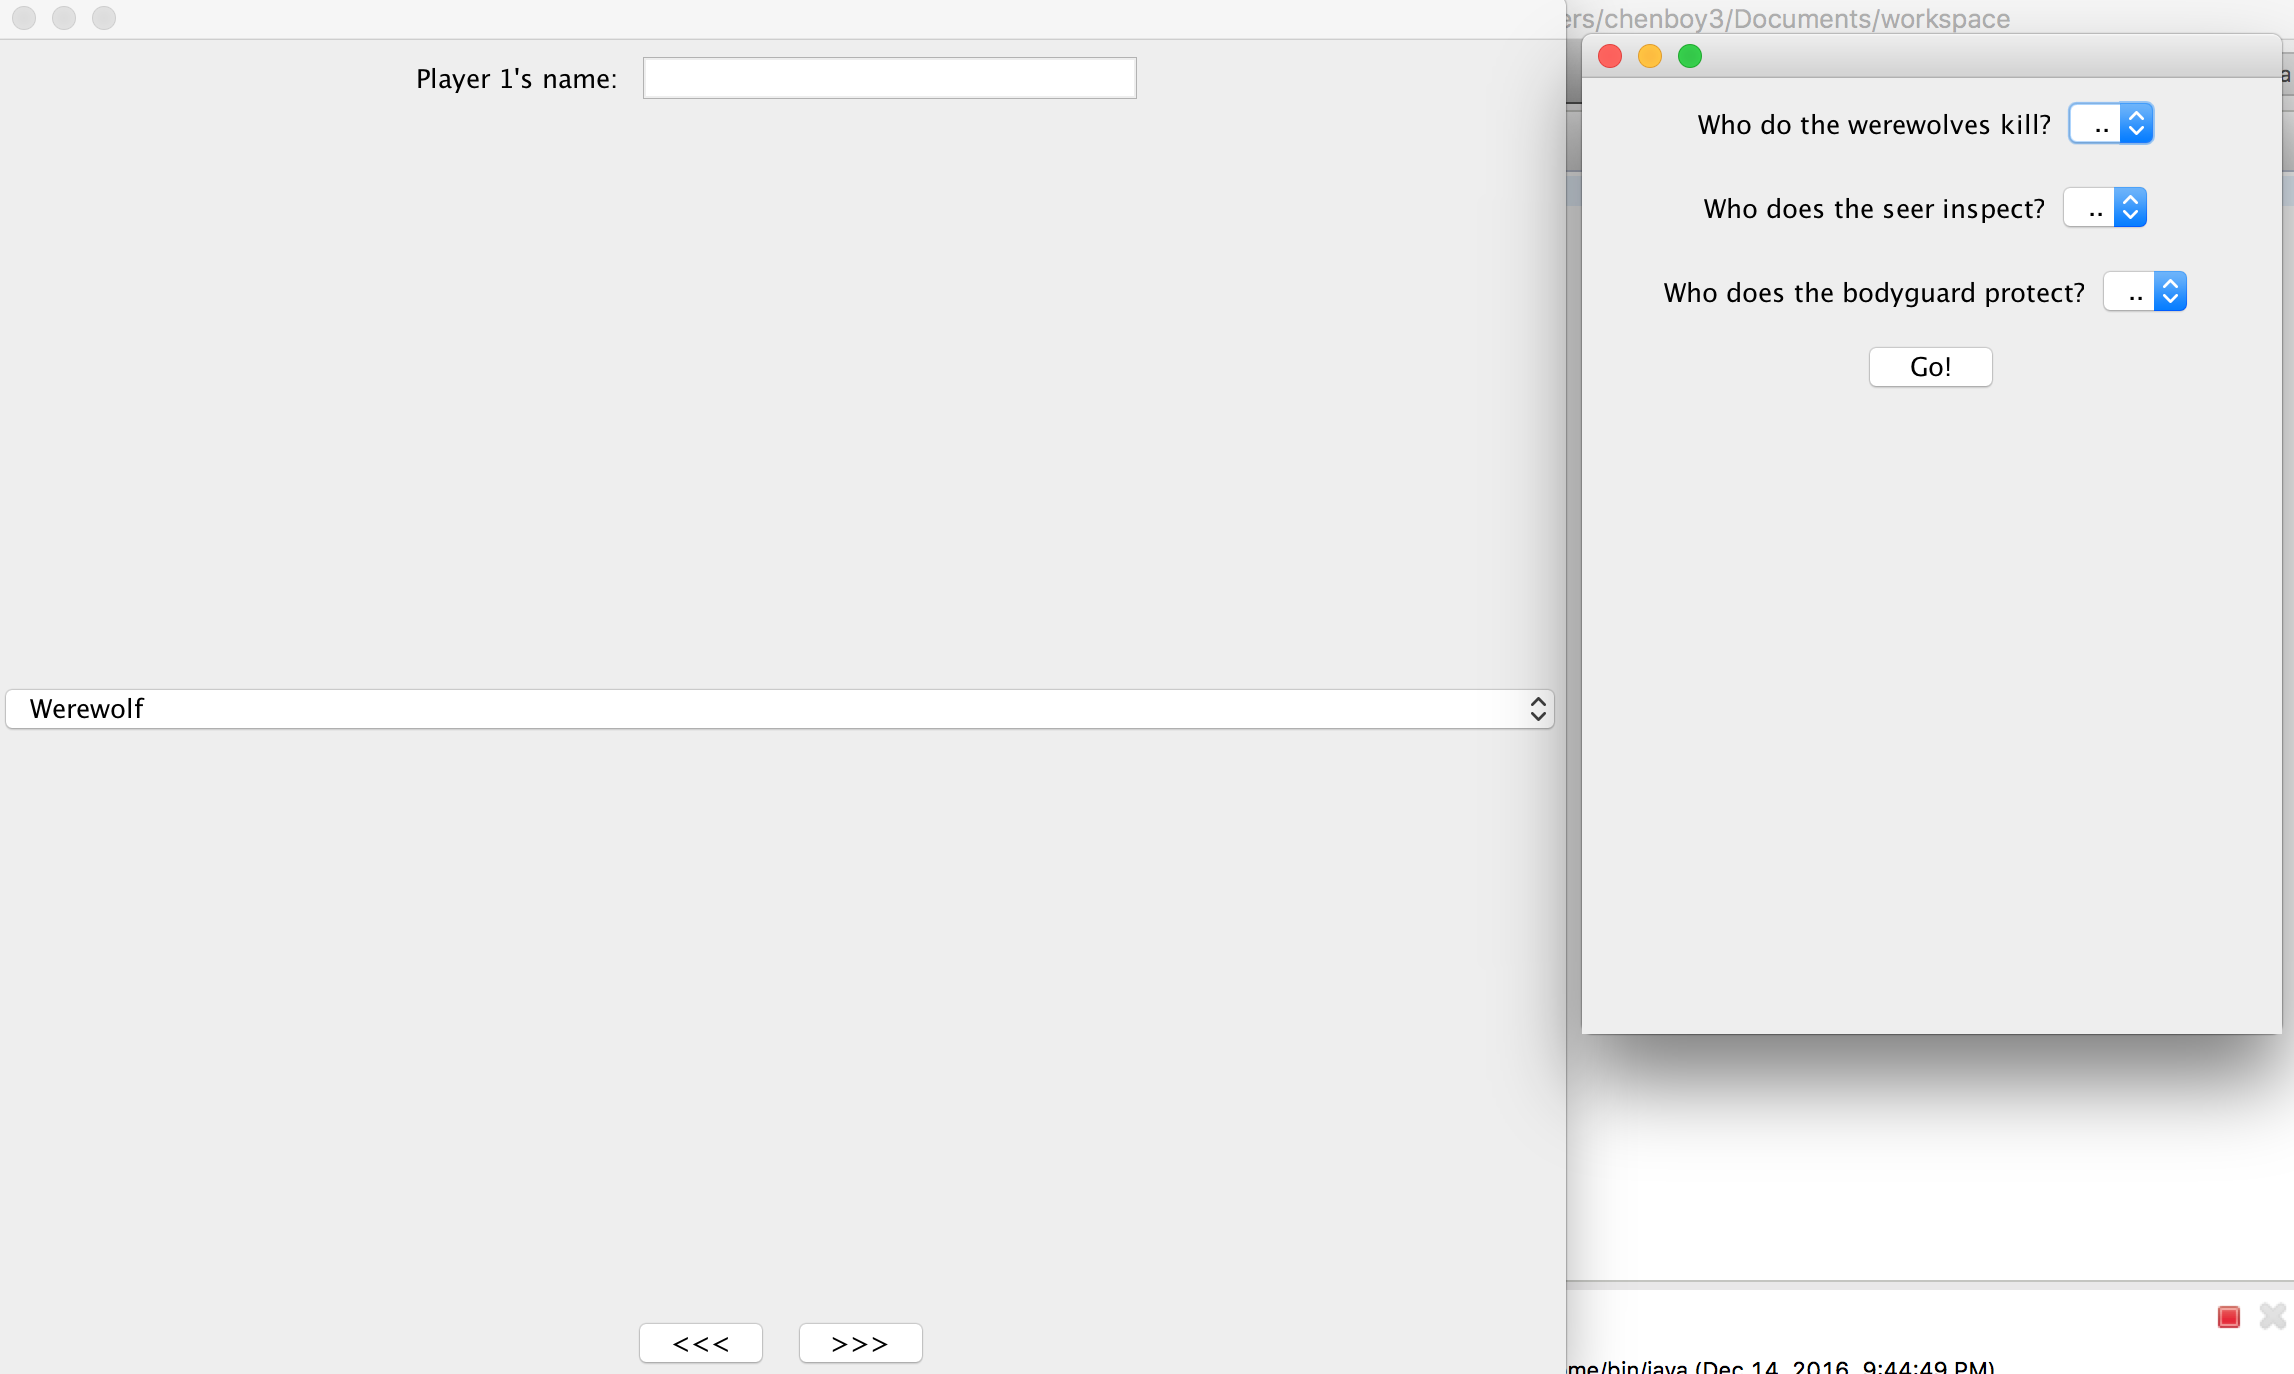 Player 1's name:
Werewolf
<<< >>>
ers/chenboy3/Documents/workspace
Who do the werewolves kill? ..
Who does the seer inspect? ..
Who does the bodyguard protect? ..
Go!
a
me/bin/java (Dec 14, 2016, 9:44:49 PM)